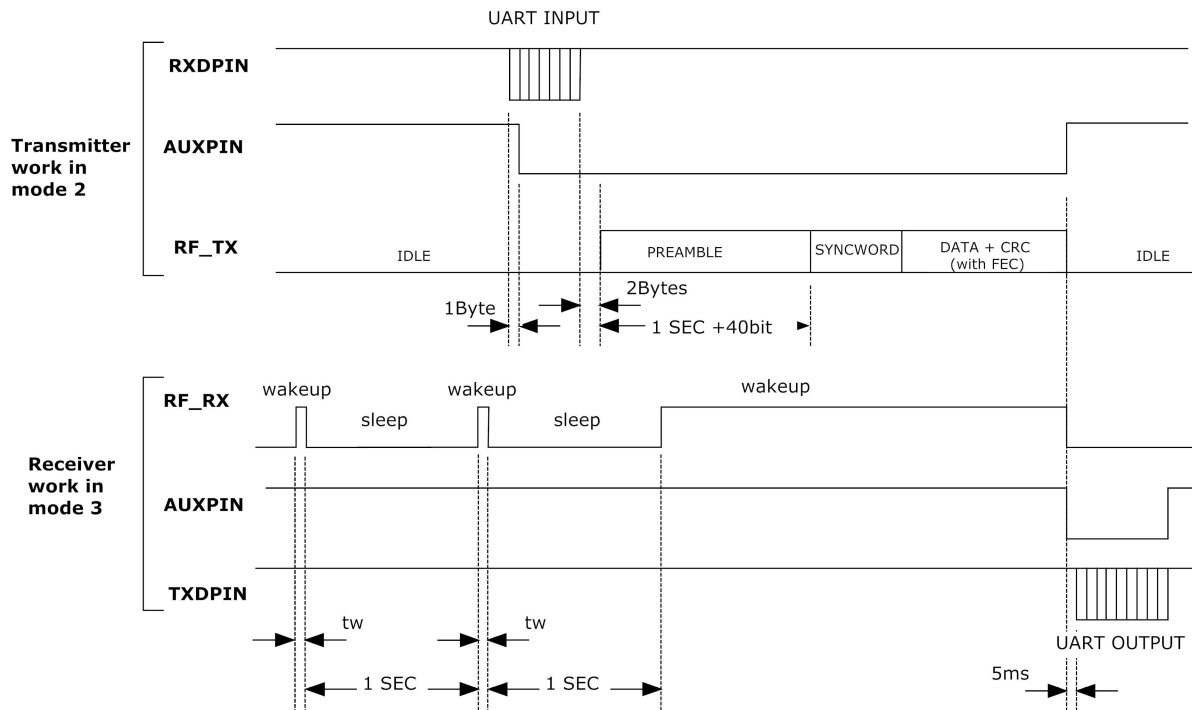 UART INPUT
RXDPIN
AUXPIN
Transmitter
work in
mode 2
RF_TX
IDLE
PREAMBLE
SYNCWORD
DATA + CRC
(with FEC)
IDLE
1Byte
2Bytes
1 SEC +40bit
wakeup
wakeup
wakeup
RF_RX
sleep
sleep
Receiver
work in
mode 3
AUXPIN
TXDPIN
tw
tw
UART OUTPUT
5ms
1 SEC
1 SEC